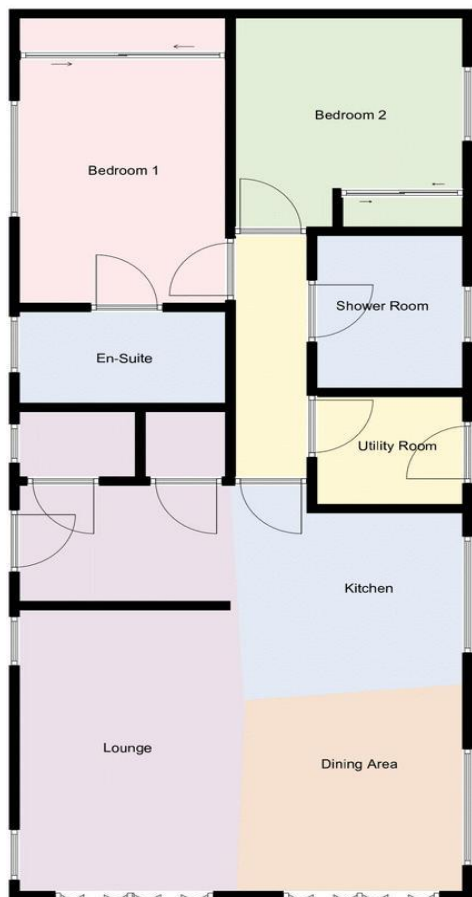 Bedroom 1
Bedroom 2
Shower Room
En-Suite
Utility Room
Kitchen
Lounge
Dining Area